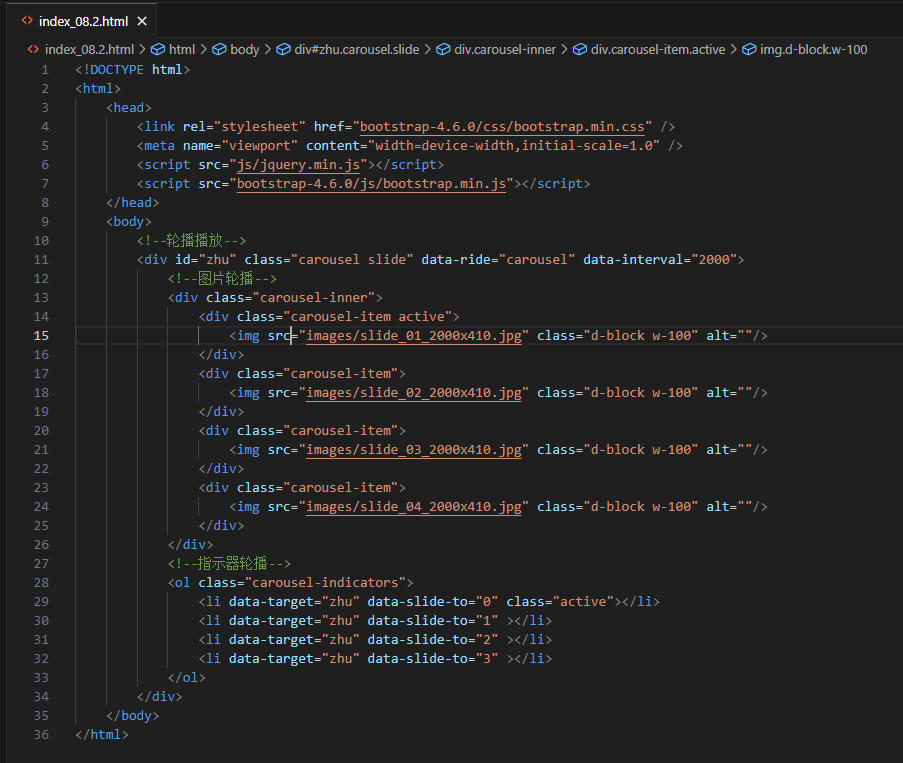 index_08.2.html
index_08.2.html > html > body > div#zhu.carousel.slide > div.carousel-inner > div.carousel-item.active > img.d-block.w-100
1 <!DOCTYPE html>
2 <html>
3 <head>
4 <link rel="stylesheet" href="bootstrap-4.6.0/css/bootstrap.min.css" />
5 <meta name="viewport" content="width=device-width,initial-scale=1.0" />
6 <script src="js/jquery.min.js"></script>
7 <script src="bootstrap-4.6.0/js/bootstrap.min.js"></script>
8 </head>
9 <body>
10 <!--轮播播放-->
11 <div id="zhu" class="carousel slide" data-ride="carousel" data-interval="2000">
12 <!--图片轮播-->
13 <div class="carousel-inner">
14 <div class="carousel-item active">
15 <img src="images/slide_01_2000x410.jpg" class="d-block w-100" alt=""/>
16 </div>
17 <div class="carousel-item">
18 <img src="images/slide_02_2000x410.jpg" class="d-block w-100" alt=""/>
19 </div>
20 <div class="carousel-item">
21 <img src="images/slide_03_2000x410.jpg" class="d-block w-100" alt=""/>
22 </div>
23 <div class="carousel-item">
24 <img src="images/slide_04_2000x410.jpg" class="d-block w-100" alt=""/>
25 </div>
26 </div>
27 <!--指示器轮播-->
28 <ol class="carousel-indicators">
29 <li data-target="zhu" data-slide-to="0" class="active"></li>
30 <li data-target="zhu" data-slide-to="1" ></li>
31 <li data-target="zhu" data-slide-to="2" ></li>
32 <li data-target="zhu" data-slide-to="3" ></li>
33 </ol>
34 </div>
35 </body>
36 </html>